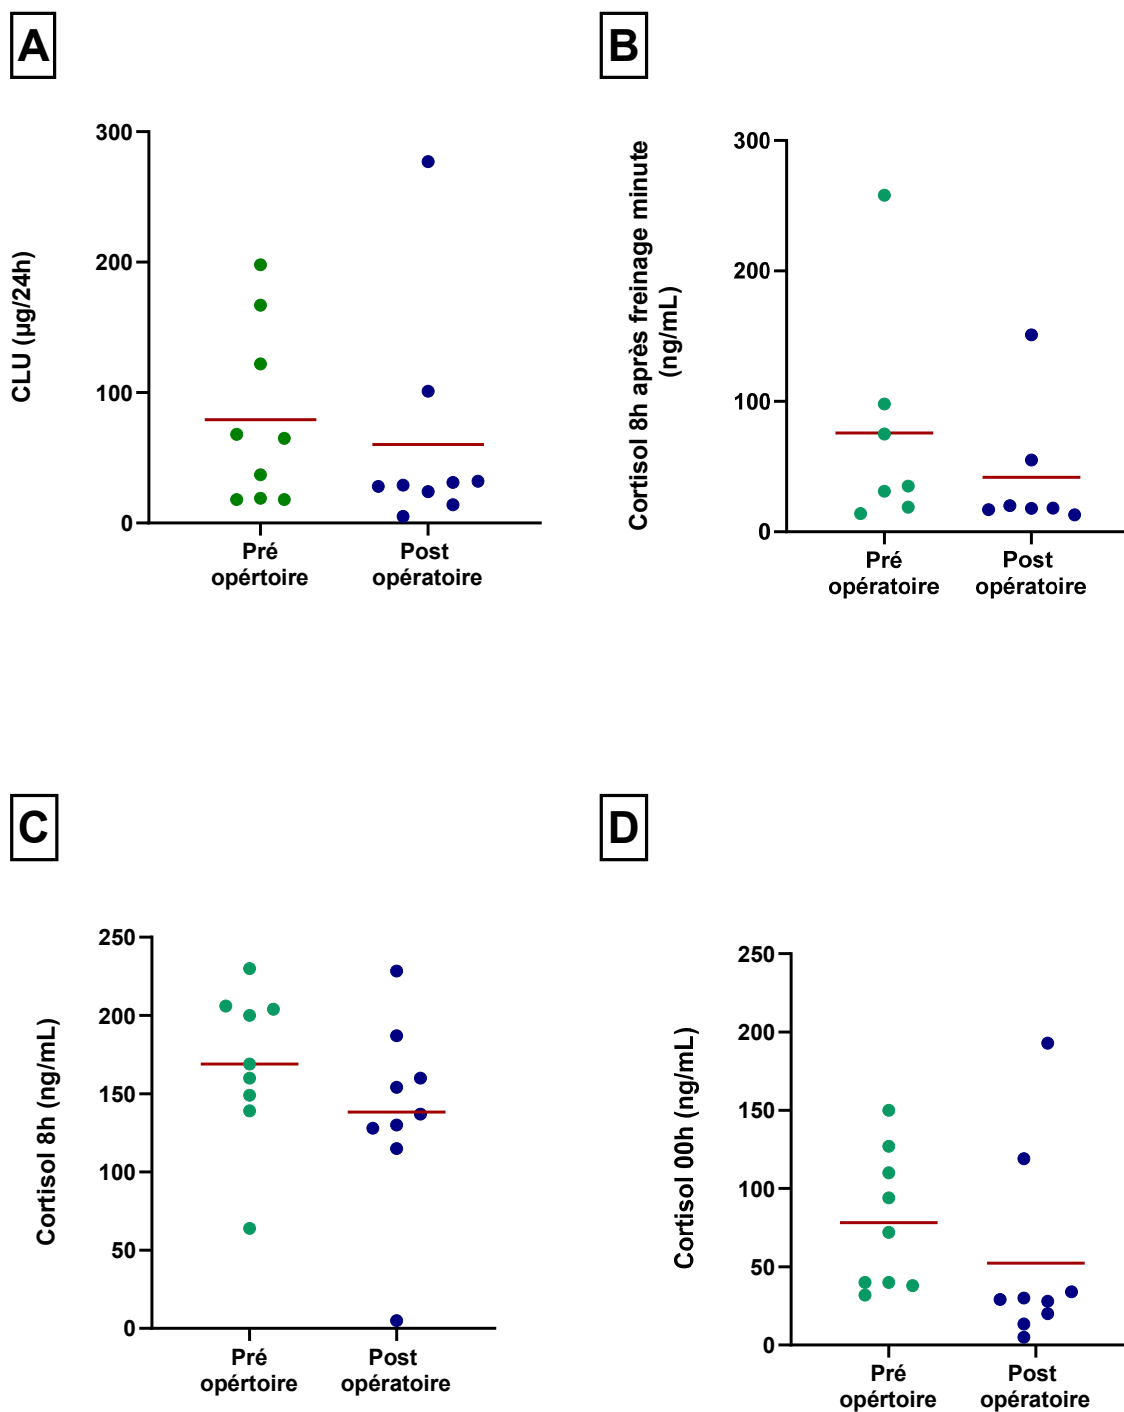 A
B
CLU (µg/24h)
300
200
100
0
Pré
opértoire
Post
opératoire
Cortisol 8h après freinage minute
(ng/mL)
300
200
100
0
Pré
opératoire
Post
opératoire
C
D
Cortisol 8h (ng/mL)
250
200
150
100
50
0
Pré
opértoire
Post
opératoire
Cortisol 00h (ng/mL)
250
200
150
100
50
0
Pré
opértoire
Post
opératoire